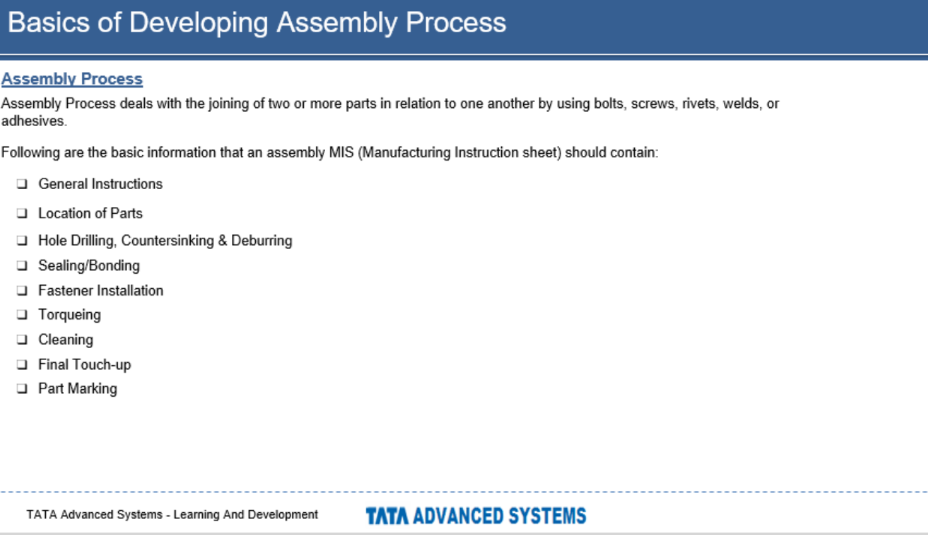 Basics of Developing Assembly Process
Assembly Process
Assembly Process deals with the joining of two or more parts in relation to one another by using bolts, screws, rivets, welds, or
adhesives.
Following are the basic information that an assembly MIS (Manufacturing Instruction sheet) should contain:
❑ General Instructions
❑ Location of Parts
❑ Hole Drilling, Countersinking & Deburring
❑ Sealing/Bonding
❑ Fastener Installation
❑ Torqueing
❑ Cleaning
❑ Final Touch-up
❑ Part Marking
TATA Advanced Systems - Learning And Development
TATA ADVANCED SYSTEMS